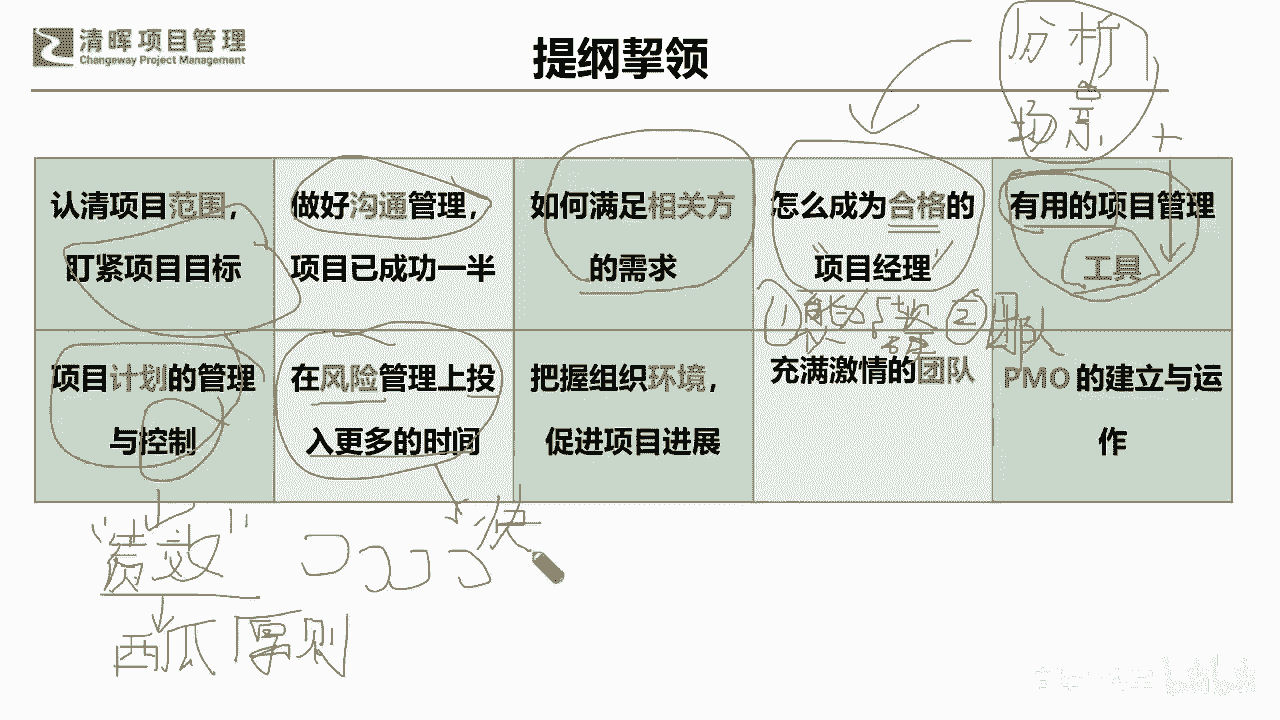 清晖项目管理
Changeway Project Management
提纲挈领
分析
场景 +
认清项目范围，
盯紧项目目标
做好沟通管理，
项目已成功一半
如何满足相关方
的需求
怎么成为合格的
“项目经理”
有用的项目管理
工具
① 能 ② 团队
项目计划的管理
与控制
在风险管理上投
入更多的时间
把握组织环境，
促进项目进展
充满激情的团队
PMO 的建立与运
作
快
“绩效”
西瓜原则
bilibili